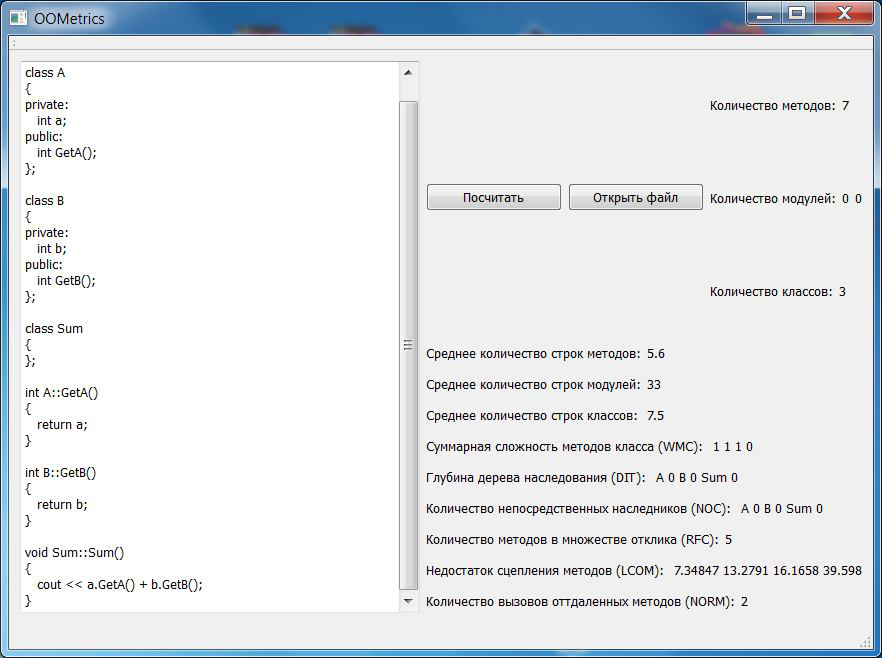 OOMetrics
class A
{
private:
int a;
public:
int GetA();
};
class B
{
private:
int b;
public:
int GetB();
};
class Sum
{
};
int A::GetA()
{
return a;
}
int B::GetB()
{
return b;
}
void Sum::Sum()
{
cout << a.GetA() + b.GetB();
}
Количество методов: 7
Посчитать Открыть файл Количество модулей: 0 0
Количество классов: 3
Среднее количество строк методов: 5.6
Среднее количество строк модулей: 33
Среднее количество строк классов: 7.5
Суммарная сложность методов класса (WMC): 1 1 1 0
Глубина дерева наследования (DIT): A 0 B 0 Sum 0
Количество непосредственных наследников (NOC): A 0 B 0 Sum 0
Количество методов в множестве отклика (RFC): 5
Недостаток сцепления методов (LCOM): 7.34847 13.2791 16.1658 39.598
Количество вызовов оттдаленных методов (NORM): 2